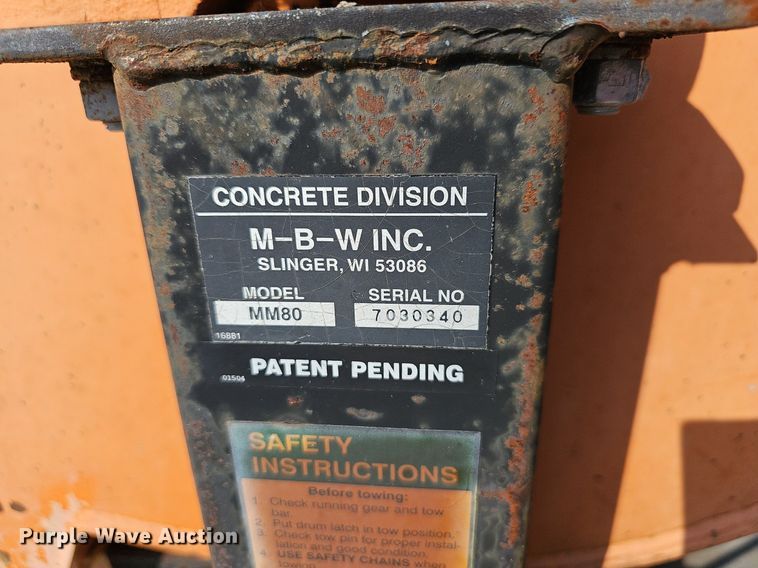 CONCRETE DIVISION
M-B-W INC.
SLINGER, WI 53086
MODEL SERIAL NO
MM80 7030340
16881
01504 PATENT PENDING
SAFETY
INSTRUCTIONS
Before towing:
1. Check running gear and tow
bar.
2. Put drum latch in tow position.
3. Check tow pin for proper instal-
lation and good condition.
4. USE SAFETY CHAINS when
towing
Purple Wave Auction